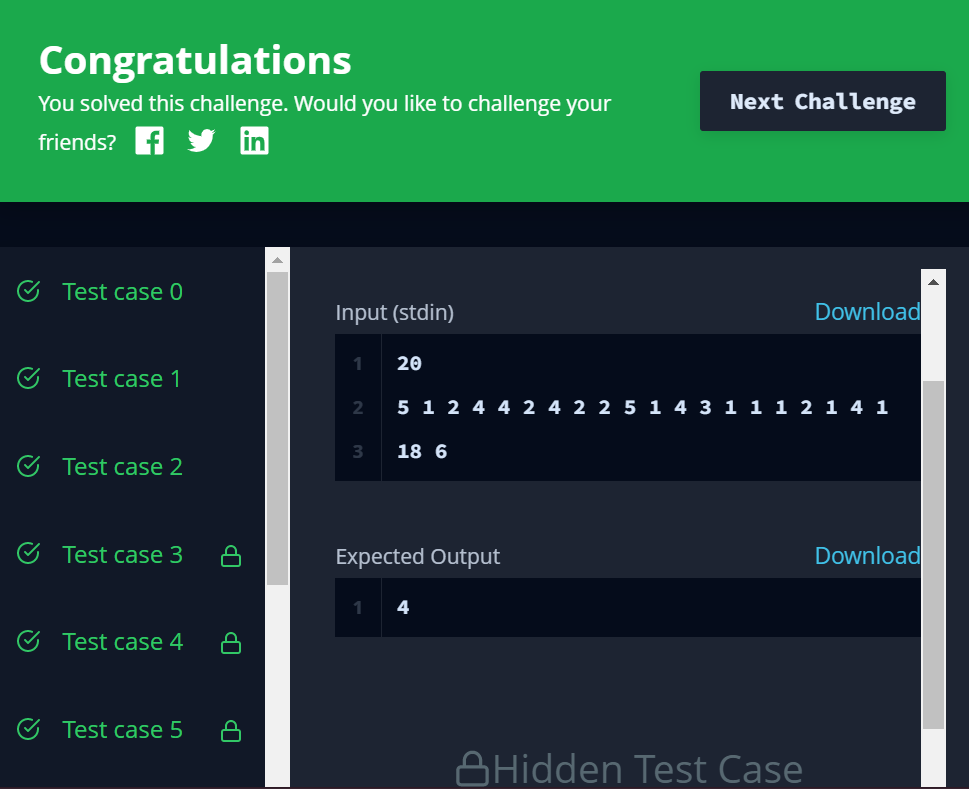 Congratulations
You solved this challenge. Would you like to challenge your
friends?
Next Challenge
Test case 0
Test case 1
Test case 2
Test case 3
Test case 4
Test case 5
Input (stdin)
Download
1 20
2 5 1 2 4 4 2 4 2 2 5 1 4 3 1 1 1 2 1 4 1
3 18 6
Expected Output
Download
1 4
Hidden Test Case